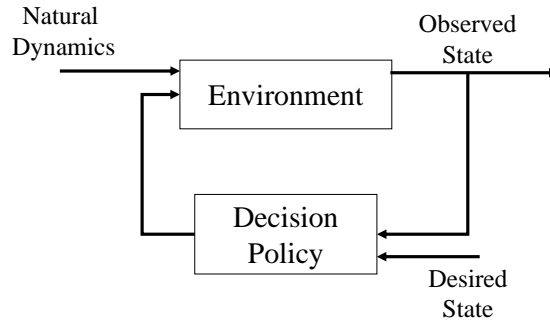 Natural
Dynamics
Observed
State
Environment
Decision
Policy
Desired
State